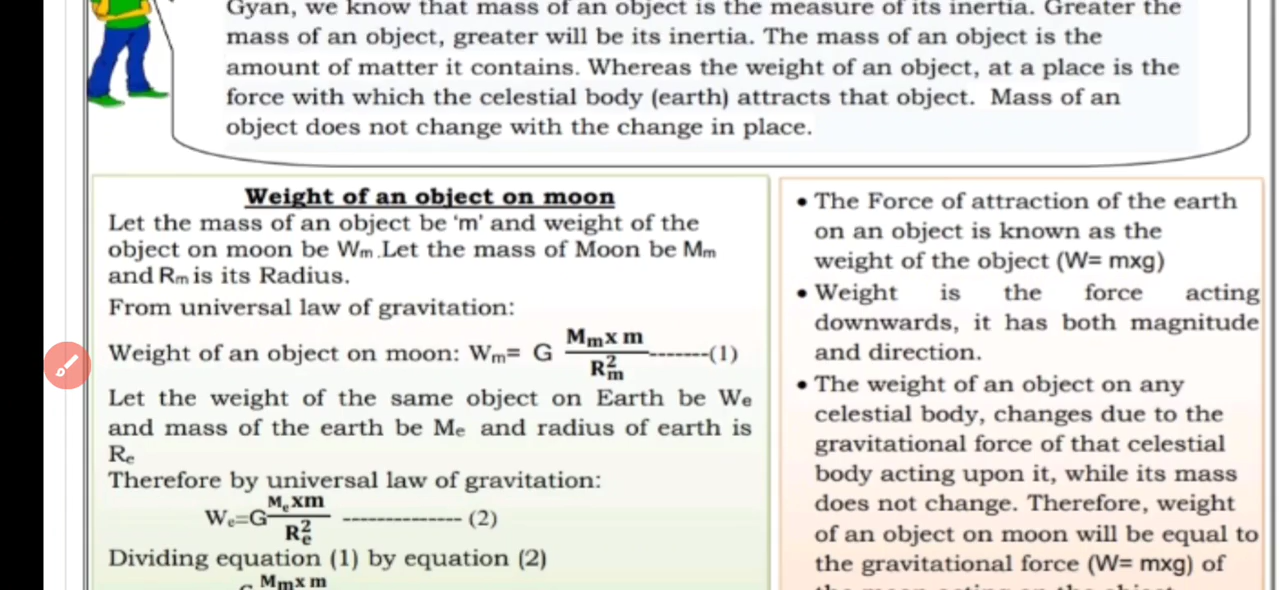 Gyan, we know that mass of an object is the measure of its inertia. Greater the
mass of an object, greater will be its inertia. The mass of an object is the
amount of matter it contains. Whereas the weight of an object, at a place is the
force with which the celestial body (earth) attracts that object. Mass of an
object does not change with the change in place.
Weight of an object on moon
Let the mass of an object be 'm' and weight of the
object on moon be Wm.Let the mass of Moon be Mm
and Rm is its Radius.
From universal law of gravitation:
Weight of an object on moon: Wm= G Mm x m / R²m -------(1)
Let the weight of the same object on Earth be We
and mass of the earth be Me and radius of earth is
Re
Therefore by universal law of gravitation:
We=G Mexm / R²e -------------- (2)
Dividing equation (1) by equation (2)
G Mm x m
• The Force of attraction of the earth
on an object is known as the
weight of the object (W= mxg)
• Weight is the force acting
downwards, it has both magnitude
and direction.
• The weight of an object on any
celestial body, changes due to the
gravitational force of that celestial
body acting upon it, while its mass
does not change. Therefore, weight
of an object on moon will be equal to
the gravitational force (W= mxg) of